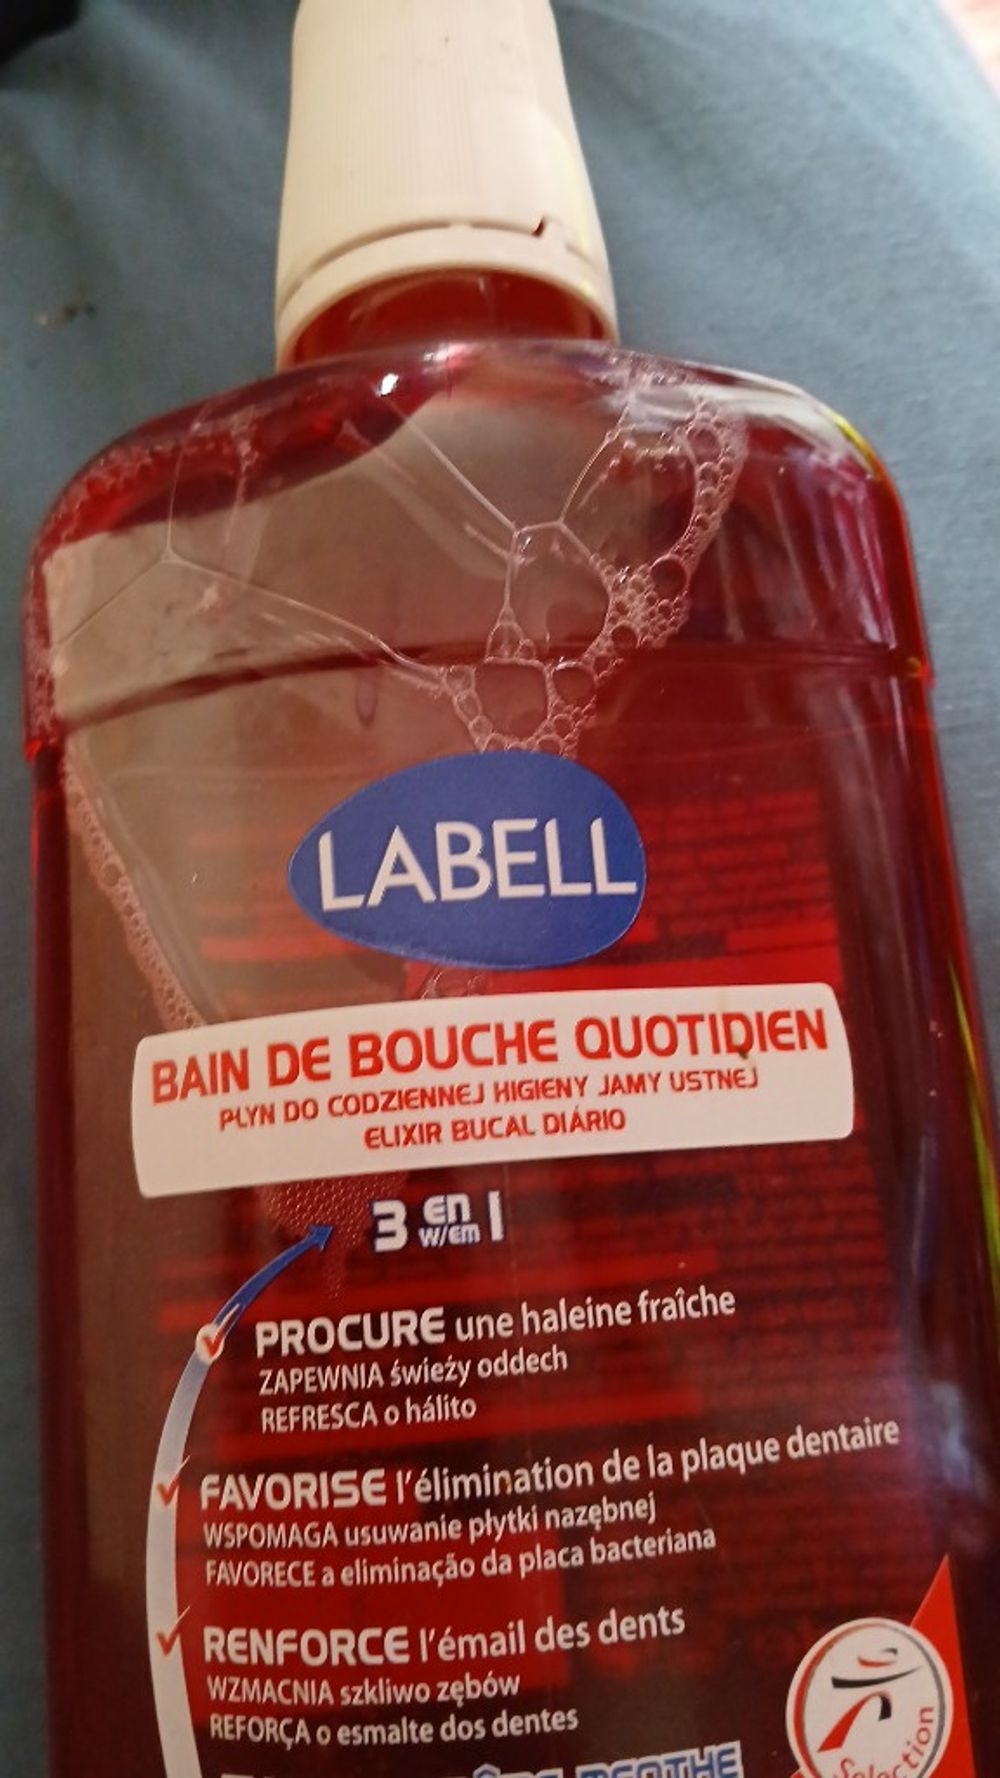 LABELL
BAIN DE BOUCHE QUOTIDIEN
PŁYN DO CODZIENNEJ HIGIENY JAMY USTNEJ
ELIXIR BUCAL DIÁRIO
3 en w/em 1
PROCURE une haleine fraîche
ZAPEWNIA świeży oddech
REFRESCA o hálito
FAVORISE l'élimination de la plaque dentaire
WSPOMAGA usuwanie płytki nazębnej
FAVORECE a eliminação da placa bacteriana
RENFORCE l'émail des dents
WZMACNIA szkliwo zębów
REFORÇA o esmalte dos dentes
MENTHE
Selection